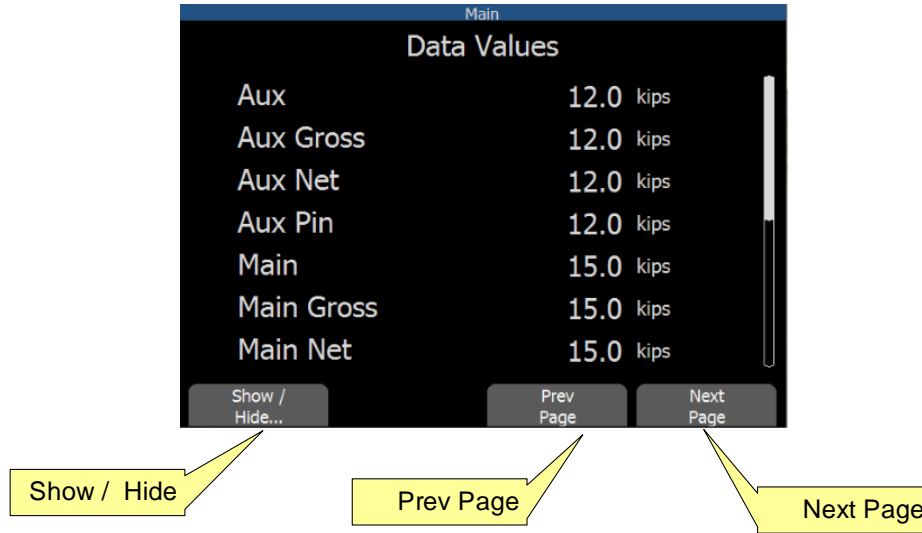 Main
Data Values
Aux 12.0 kips
Aux Gross 12.0 kips
Aux Net 12.0 kips
Aux Pin 12.0 kips
Main 15.0 kips
Main Gross 15.0 kips
Main Net 15.0 kips
Show / Prev Next
Hide... Page Page
Show / Hide
Prev Page
Next Page